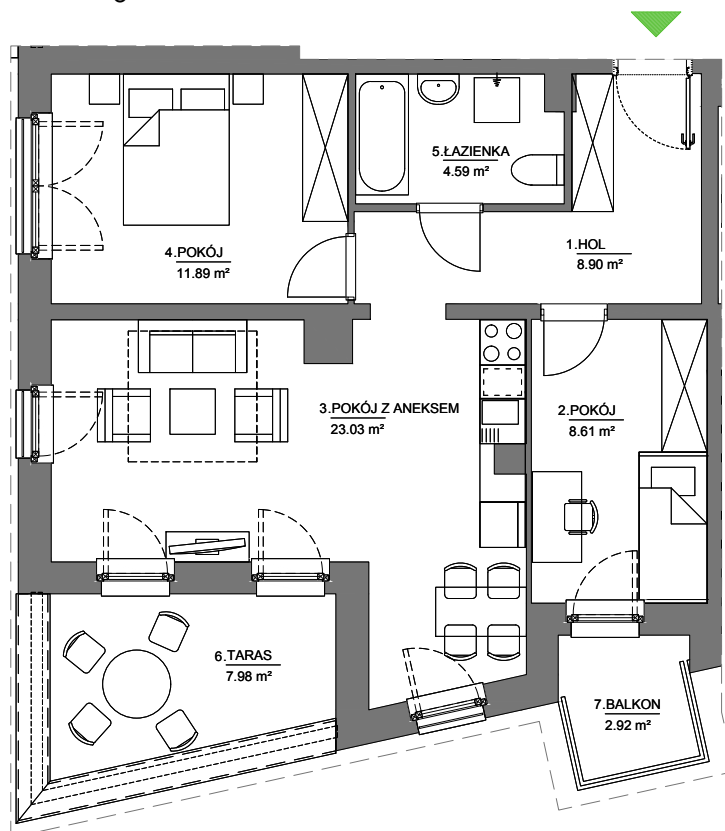 5.ŁAZIENKA
4.59 m²
4.POKÓJ
11.89 m²
1.HOL
8.90 m²
3.POKÓJ Z ANEKSEM
23.03 m²
2.POKÓJ
8.61 m²
6.TARAS
7.98 m²
7.BALKON
2.92 m²